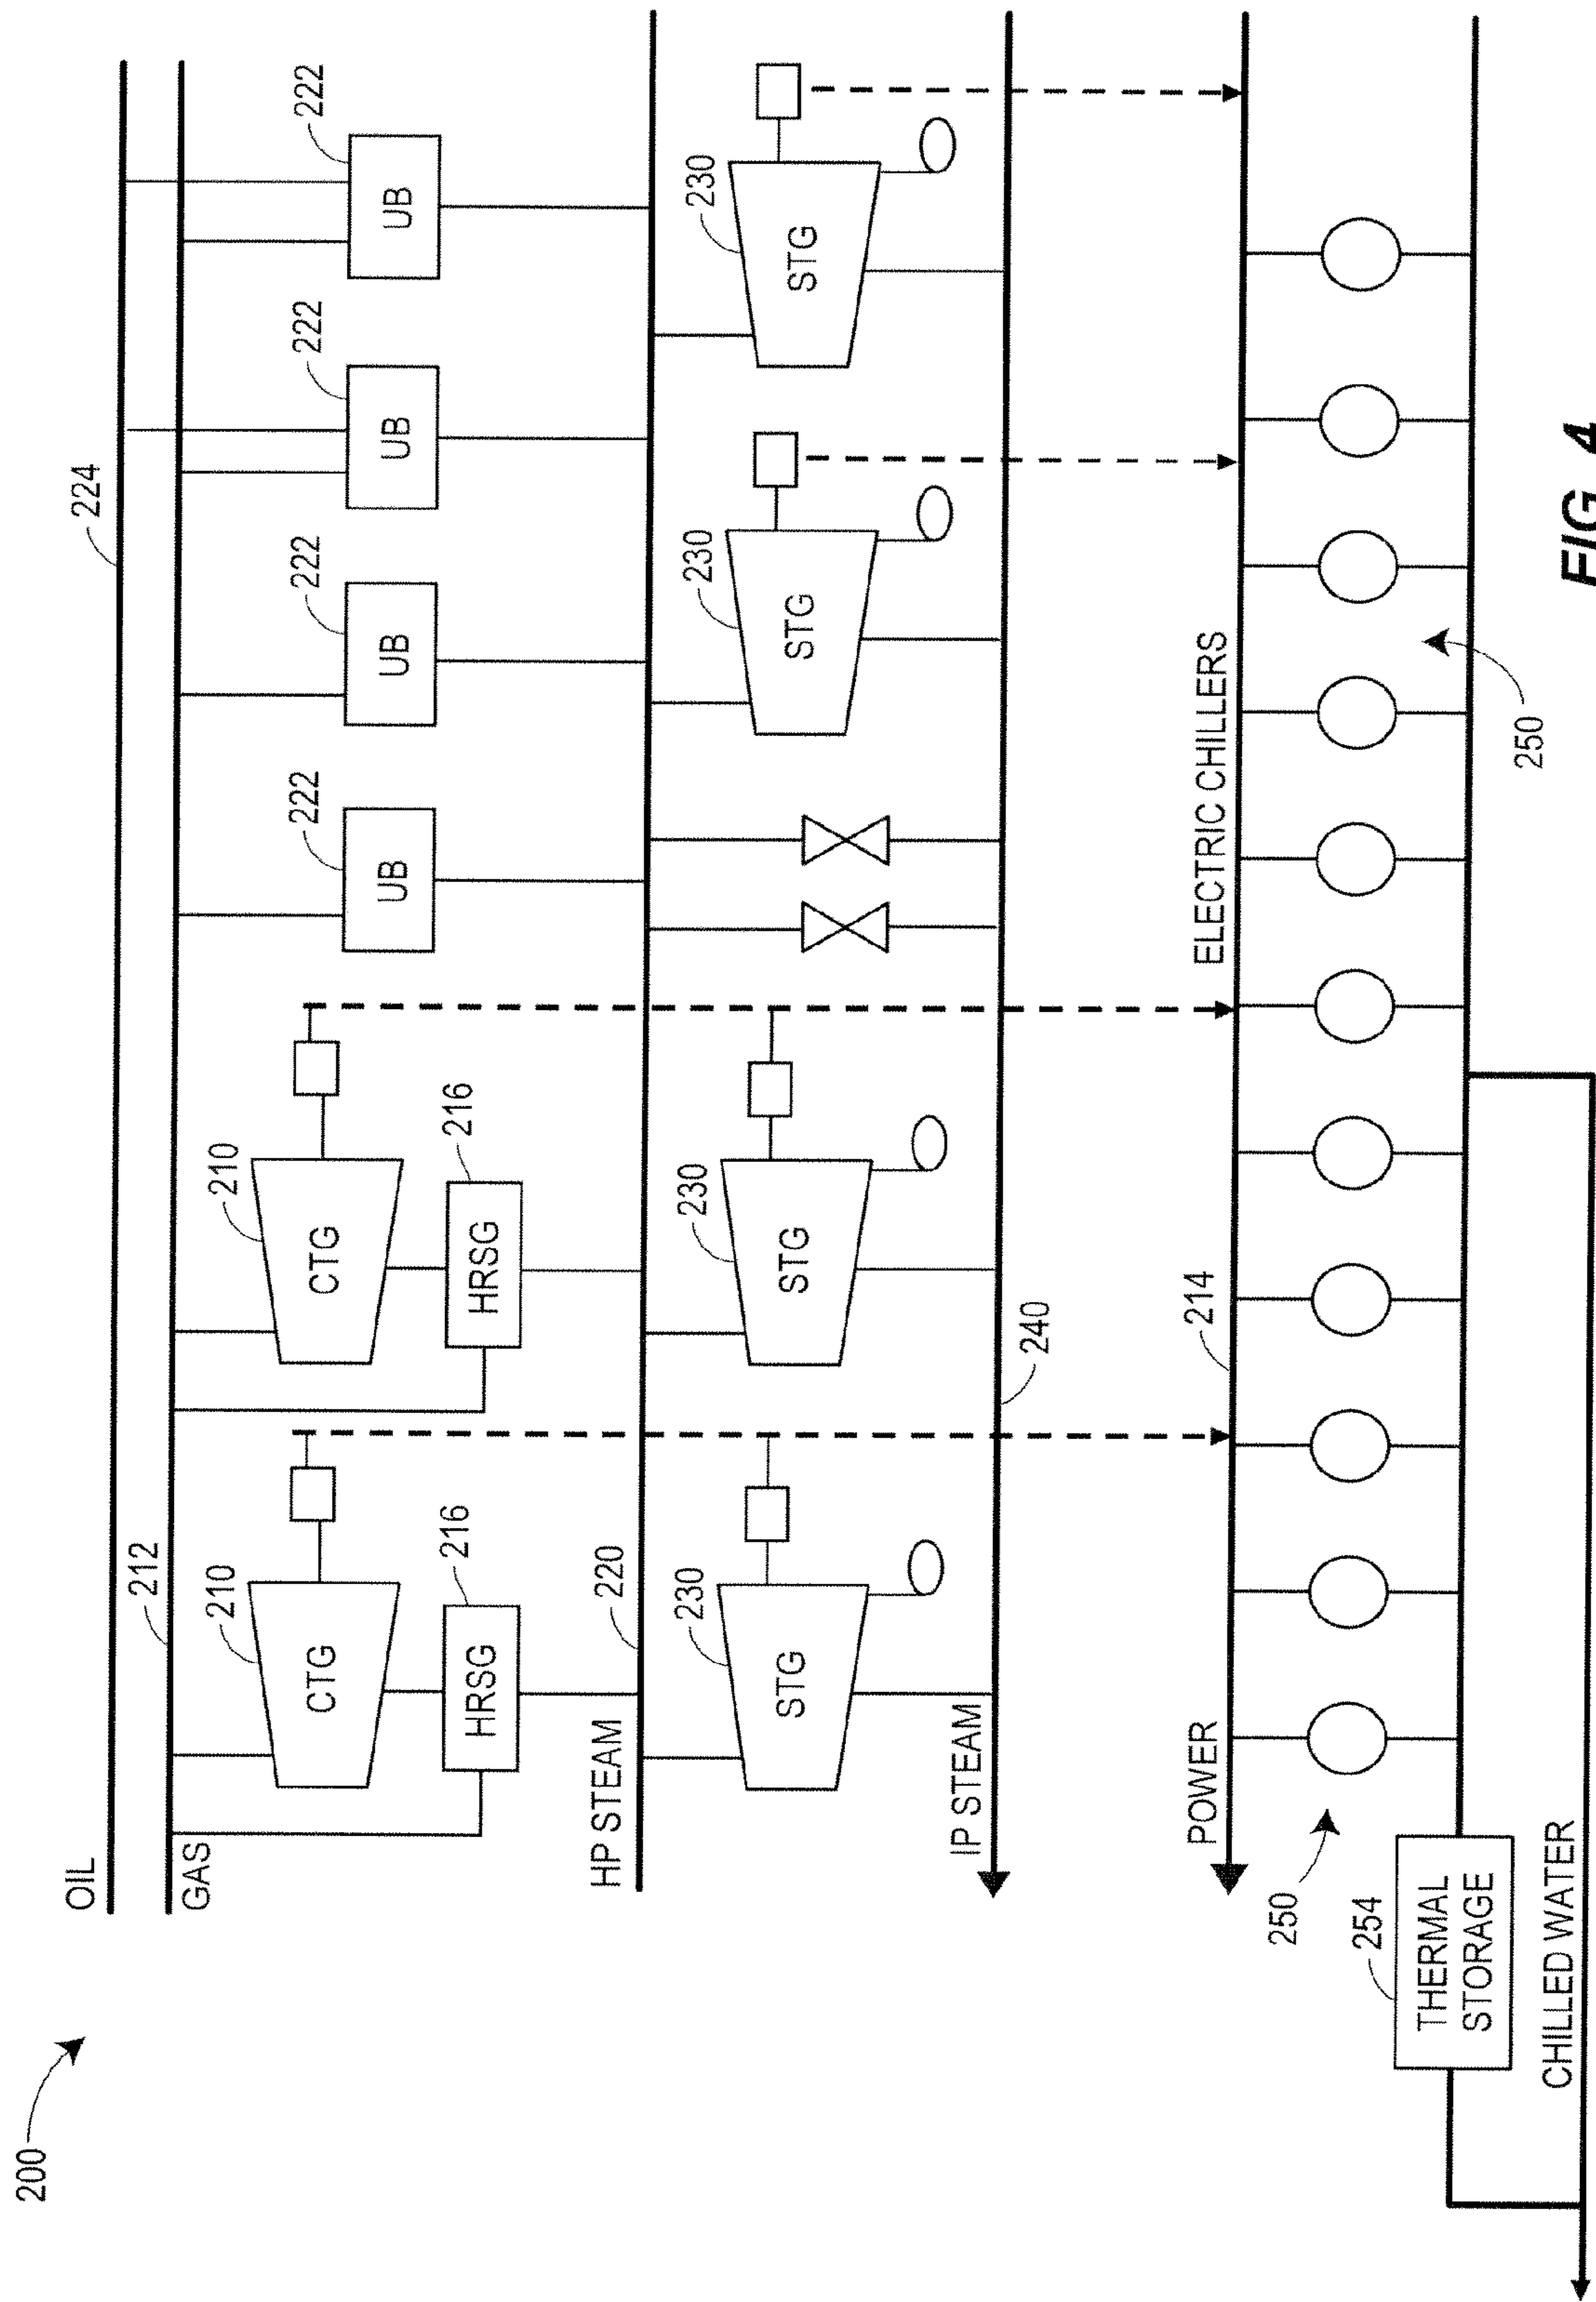 200
OIL
224
212
GAS
210
CTG
210
CTG
222
UB
222
UB
222
UB
222
UB
216
HRSG
216
HRSG
HP STEAM
220
230
STG
230
STG
230
STG
230
STG
IP STEAM
240
POWER
214
ELECTRIC CHILLERS
250
254
THERMAL
STORAGE
250
CHILLED WATER
FIG. 4